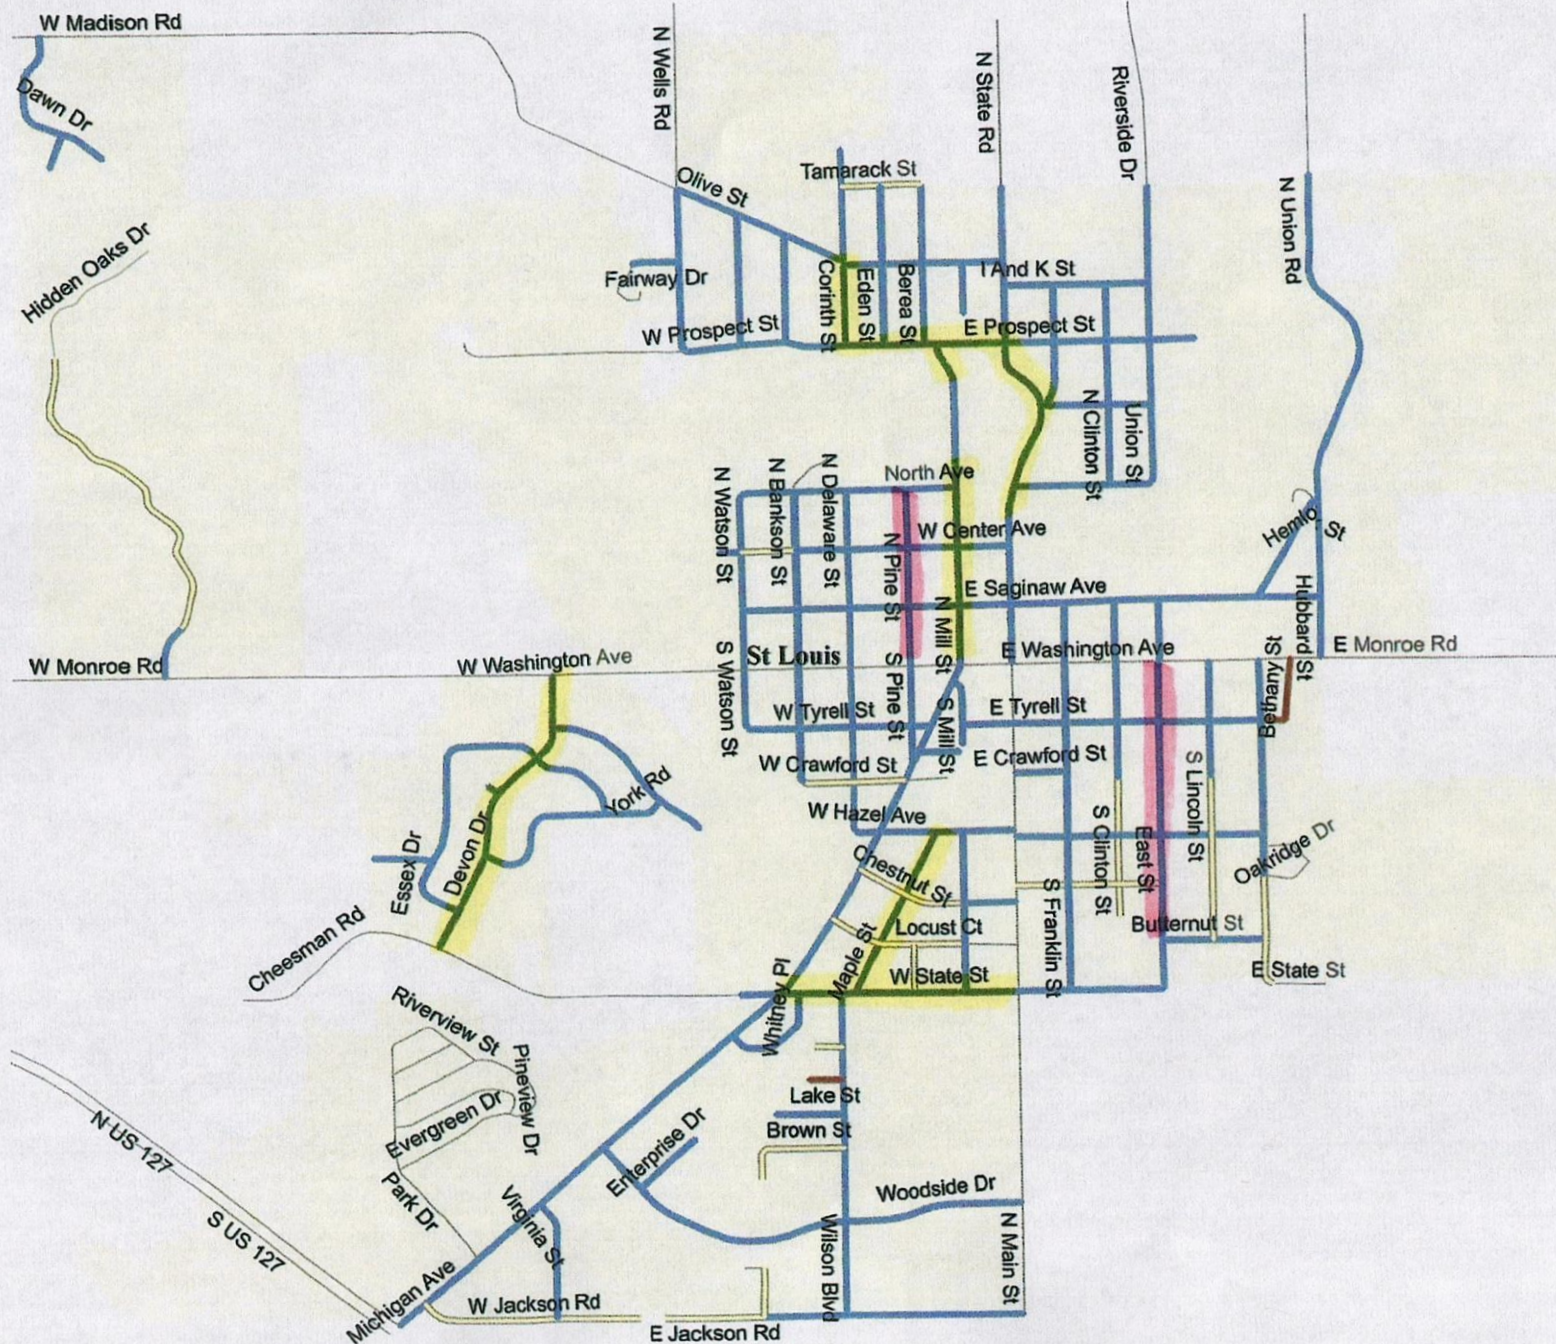 W Madison Rd
Dawn Dr
N Wells Rd
N State Rd
Riverside Dr
N Union Rd
Tamarack St
Olive St
Hidden Oaks Dr
Fairway Dr
Corinth St
Eden St
Berea St
I And K St
W Prospect St
E Prospect St
N Clinton St
Union St
N Watson St
N Bankson St
N Delaware St
North Ave
W Center Ave
N Pine St
Hemlo St
E Saginaw Ave
N Mill St
Hubbard St
W Monroe Rd
W Washington Ave
S Watson St
St Louis
S Pine St
E Washington Ave
Bethany St
E Monroe Rd
W Tyrell St
S Mill St
E Tyrell St
W Crawford St
E Crawford St
S Lincoln St
York Rd
W Hazel Ave
Essex Dr
Devon Dr
Chestnut St
S Clinton St
East St
Oakridge Dr
S Franklin St
Cheesman Rd
Locust Ct
Butternut St
Maple St
W State St
E State St
Whitney Pl
Riverview St
Pineview Dr
Evergreen Dr
Lake St
Brown St
N US 127
S US 127
Park Dr
Virginia St
Enterprise Dr
Woodside Dr
Wilson Blvd
N Main St
Michigan Ave
W Jackson Rd
E Jackson Rd